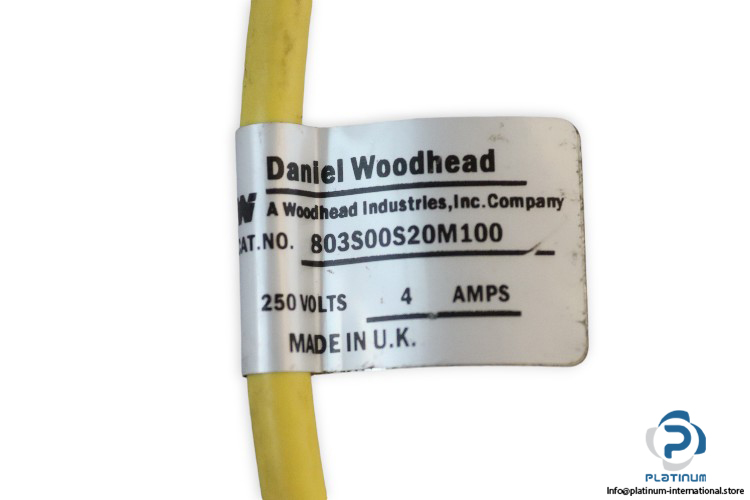 Daniel Woodhead
W A Woodhead Industries, Inc. Company
CAT.NO. 803S00S20M100
250 VOLTS 4 AMPS
MADE IN U.K.
PLATINUM
Info@platinum-international.store